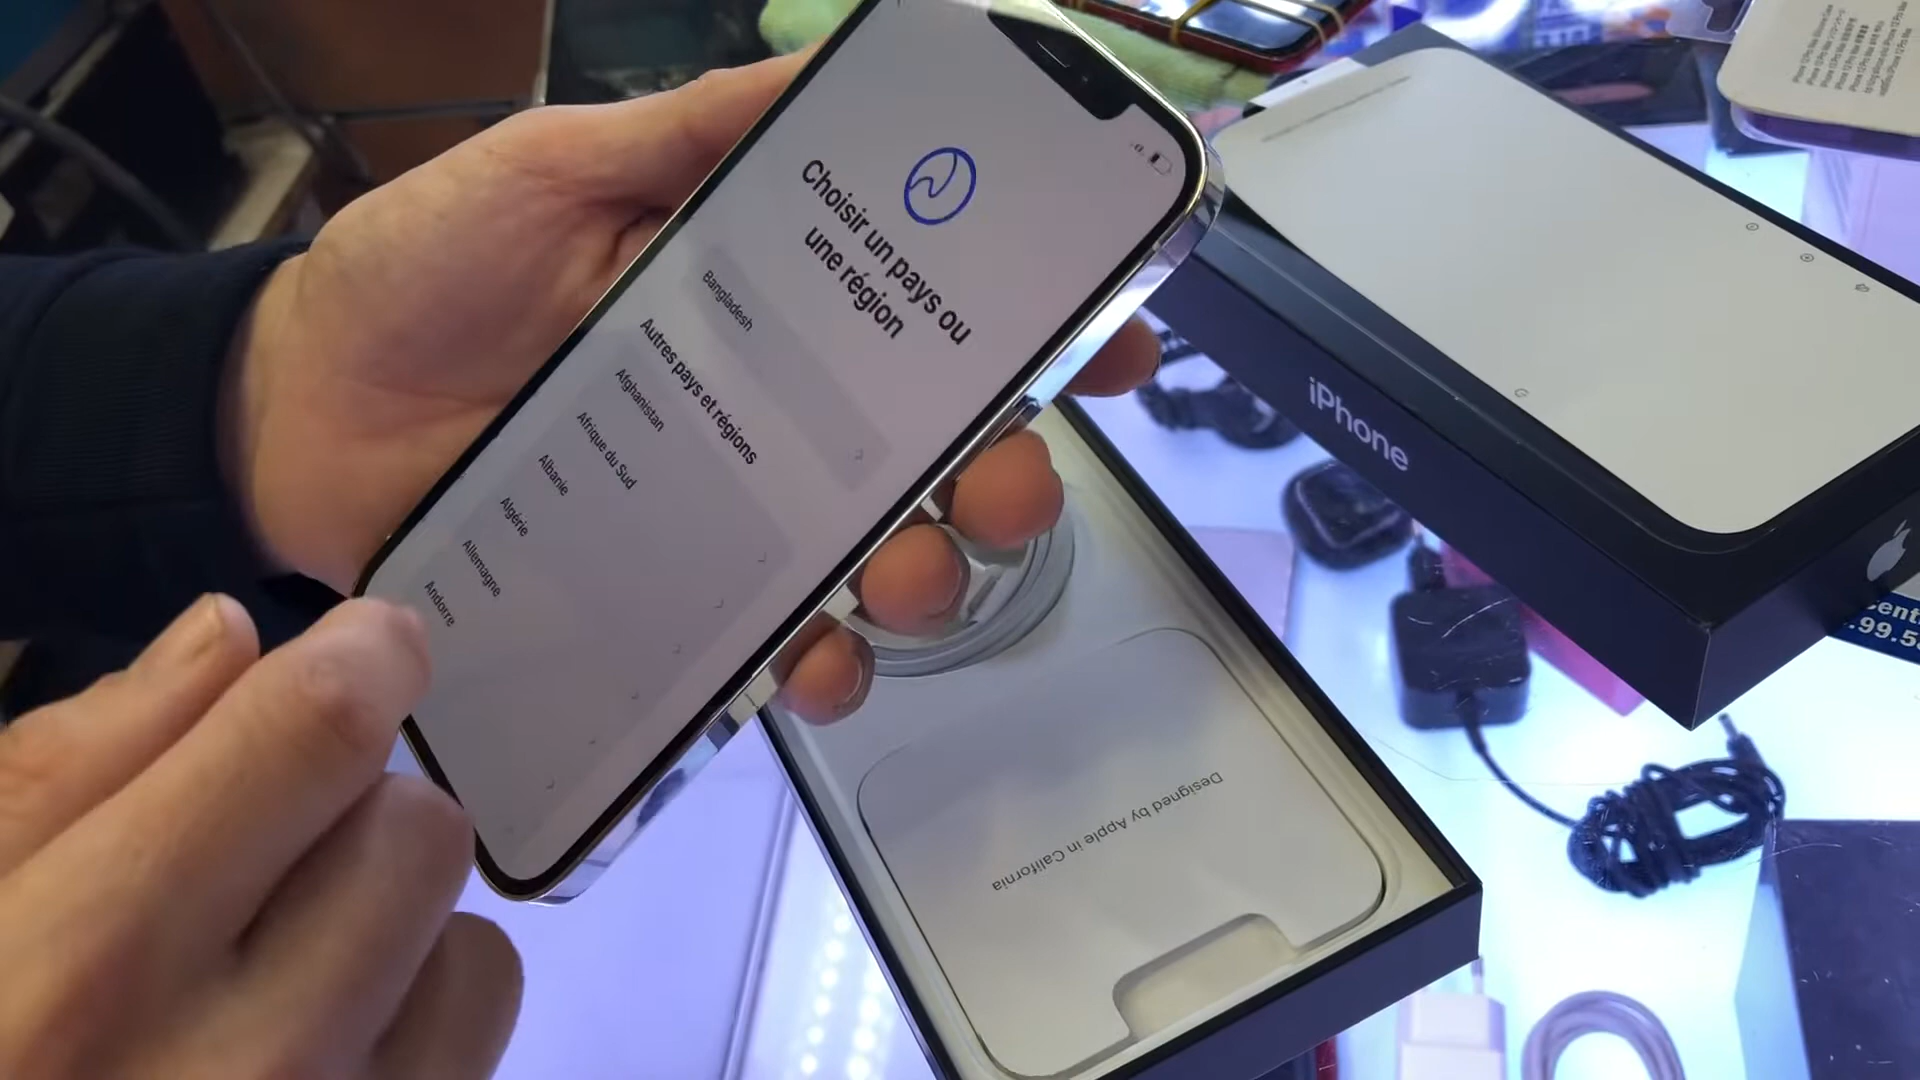 Choisir un pays ou
une région
Bangladesh
Autres pays et régions
Afghanistan
Afrique du Sud
Albanie
Algérie
Allemagne
Andorre
iPhone
Designed by Apple in California